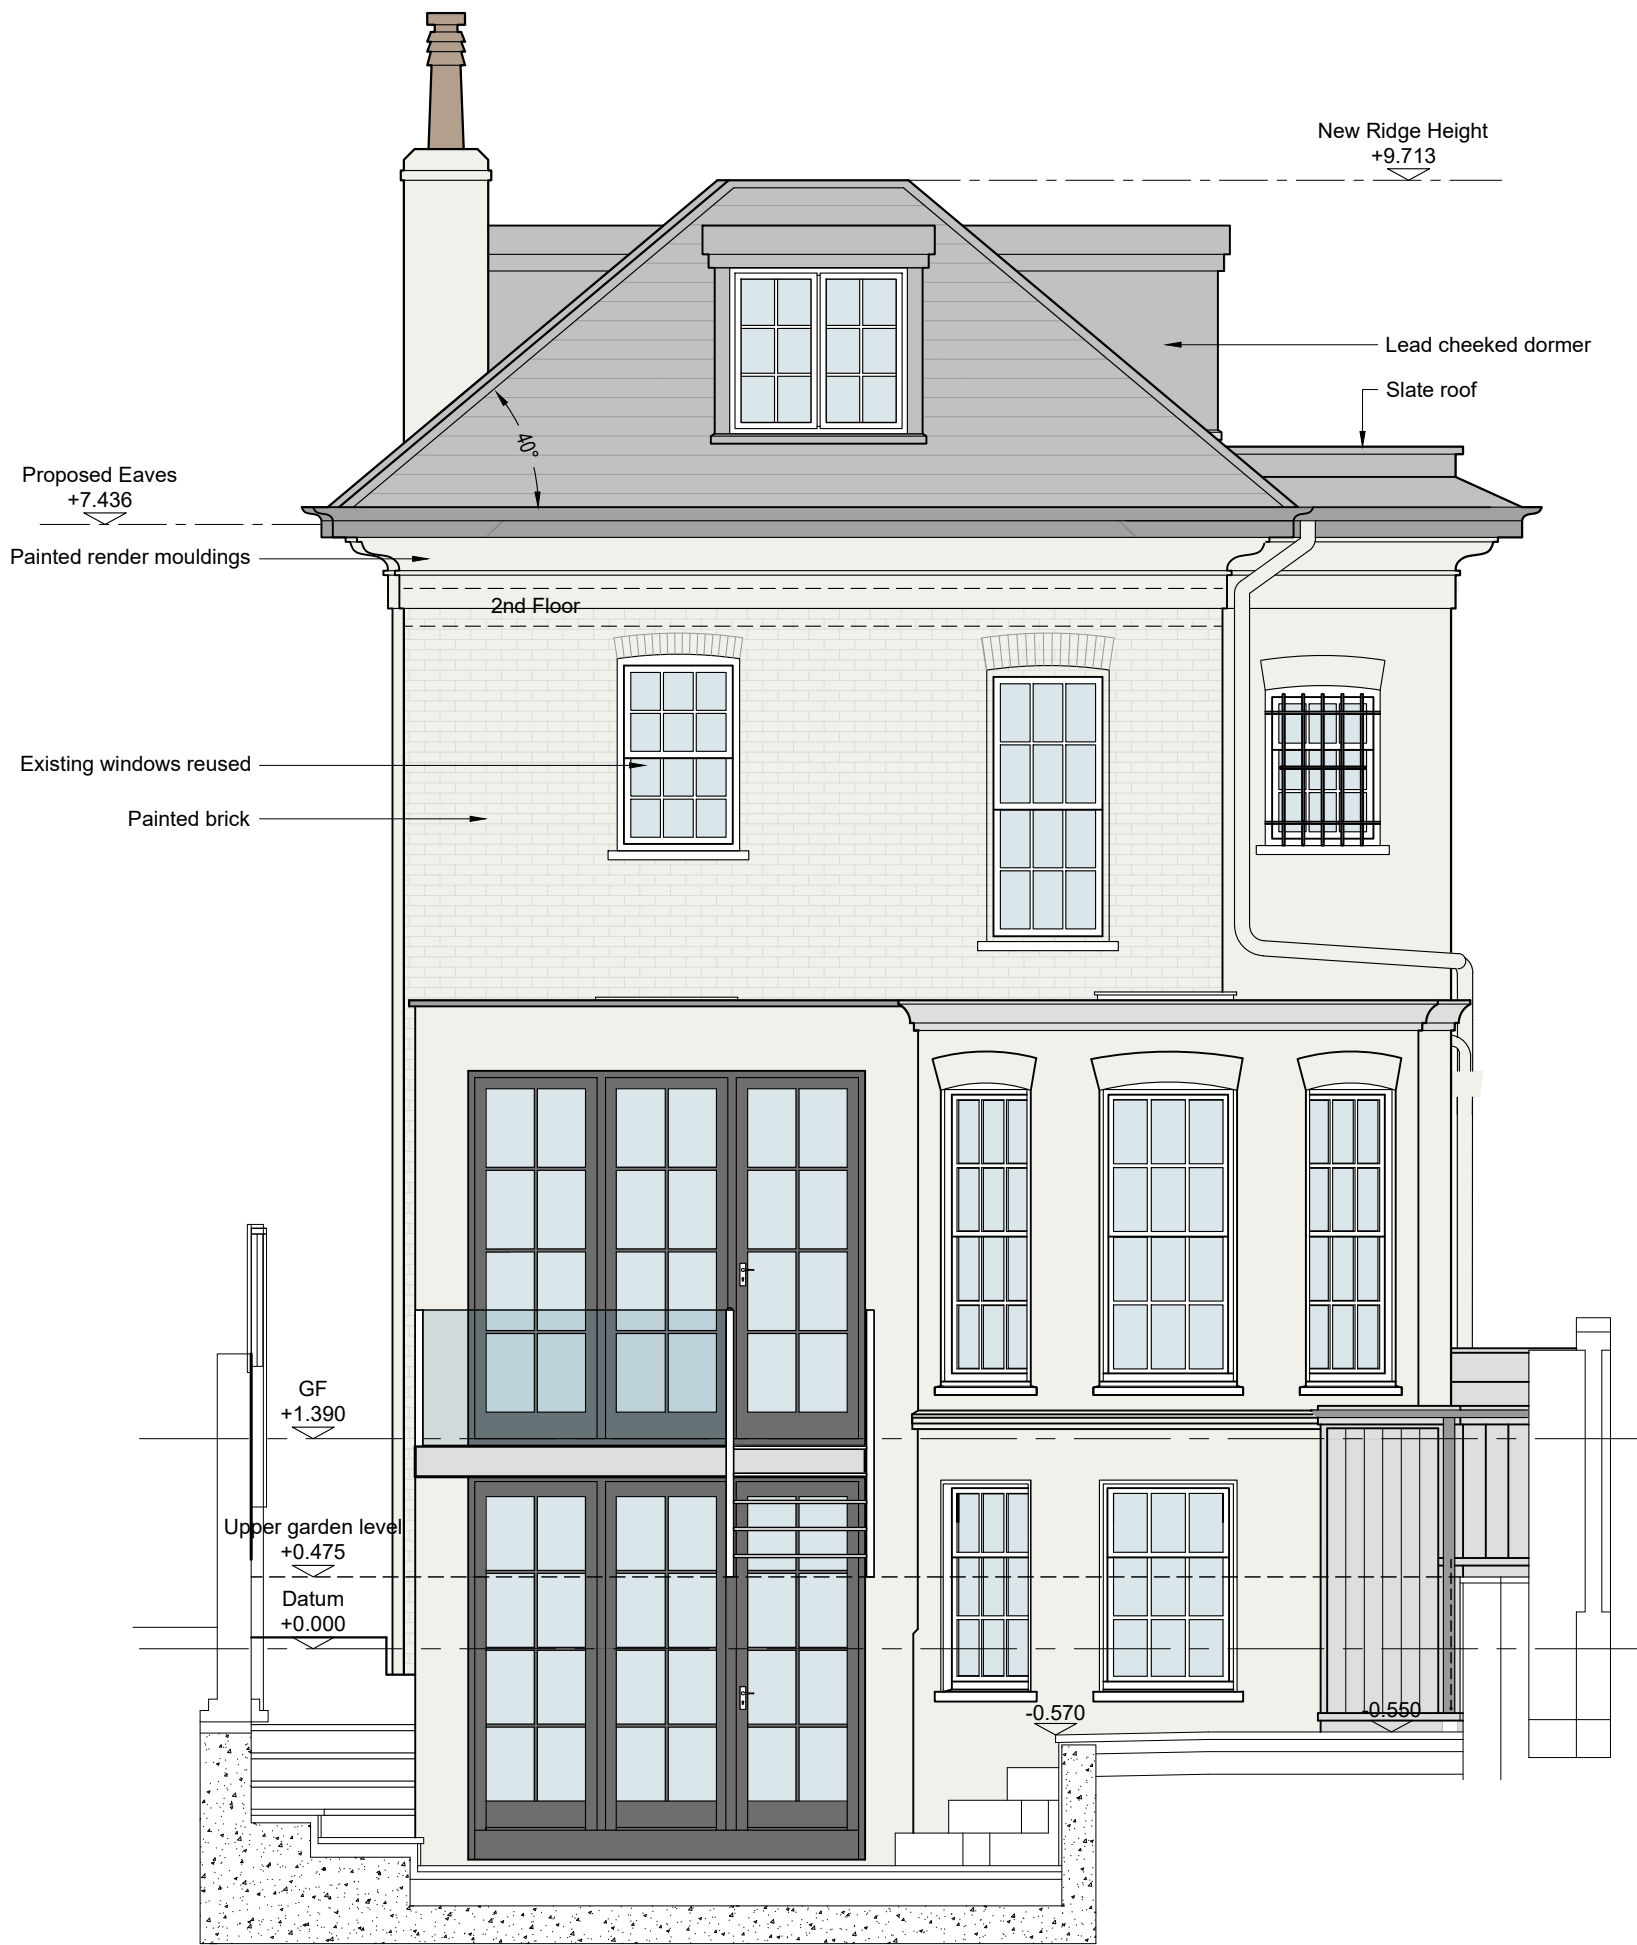 New Ridge Height
+9.713
Lead cheeked dormer
Slate roof
40°
Proposed Eaves
+7.436
Painted render mouldings
2nd Floor
Existing windows reused
Painted brick
GF
+1.390
Upper garden level
+0.475
Datum
+0.000
-0.570
-0.550